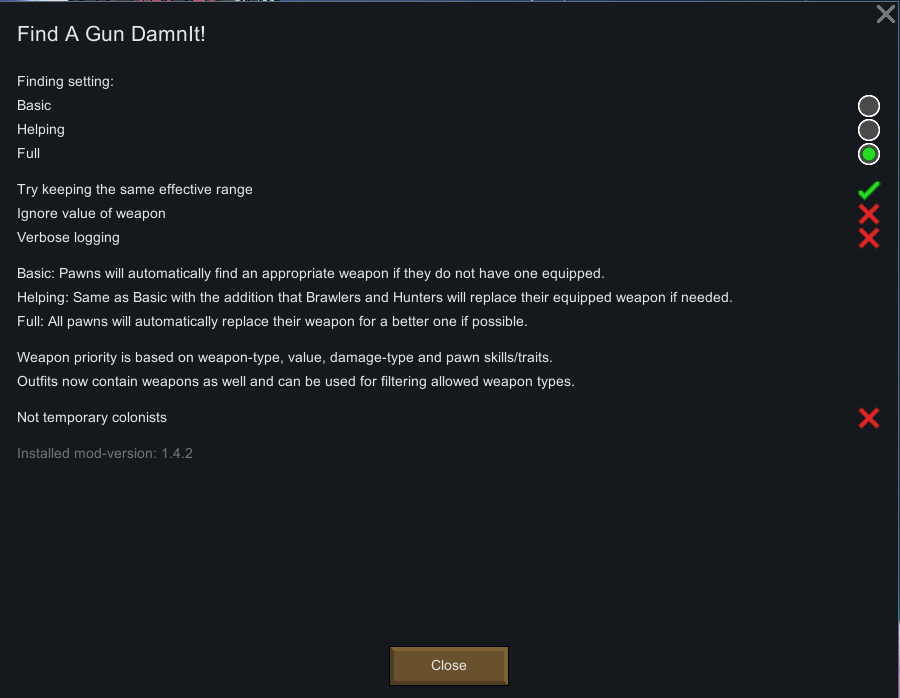 Find A Gun DamnIt!
Finding setting:
Basic
Helping
Full
Try keeping the same effective range
Ignore value of weapon
Verbose logging
Basic: Pawns will automatically find an appropriate weapon if they do not have one equipped.
Helping: Same as Basic with the addition that Brawlers and Hunters will replace their equipped weapon if needed.
Full: All pawns will automatically replace their weapon for a better one if possible.
Weapon priority is based on weapon-type, value, damage-type and pawn skills/traits.
Outfits now contain weapons as well and can be used for filtering allowed weapon types.
Not temporary colonists
Installed mod-version: 1.4.2
Close